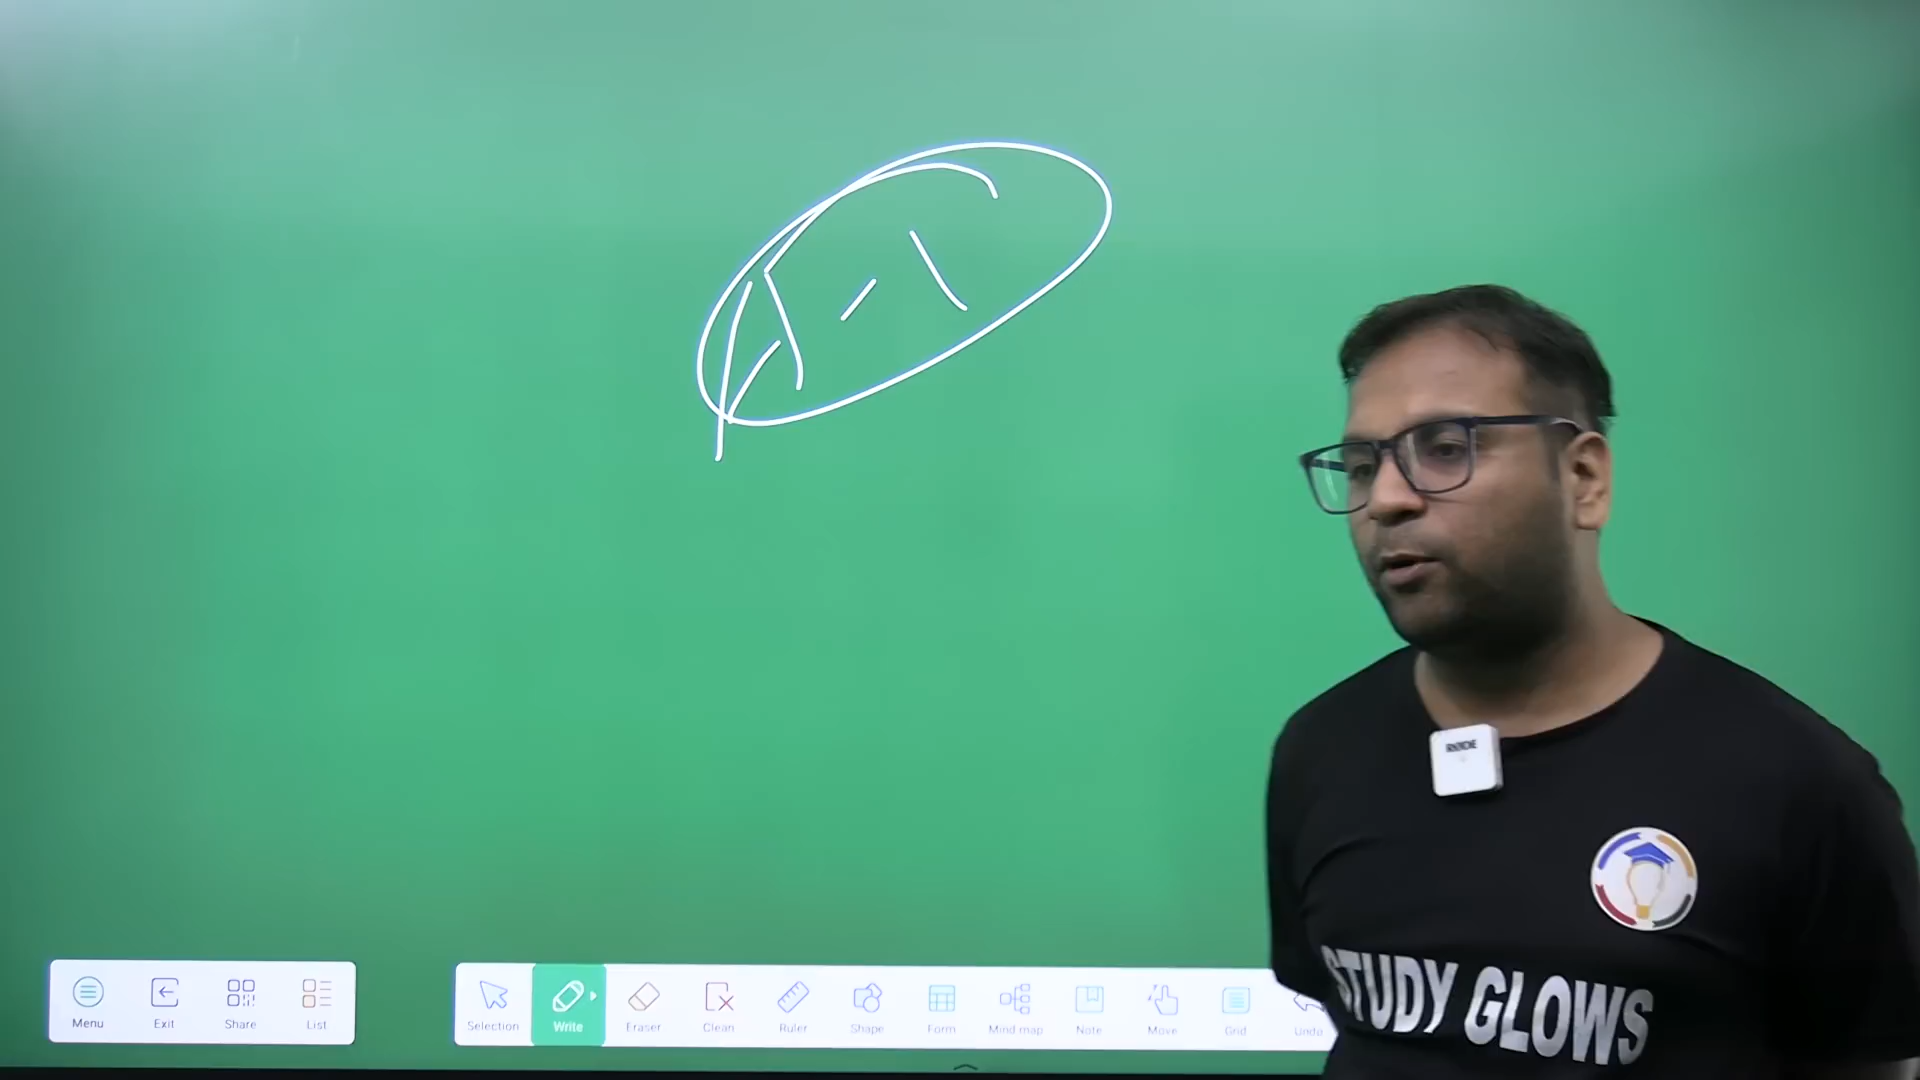 A-1
RØDE
STUDY GLOWS
Menu Exit Share List
Selection Write Eraser Clean Ruler Shape Form Mind map Note Move Grid Undo